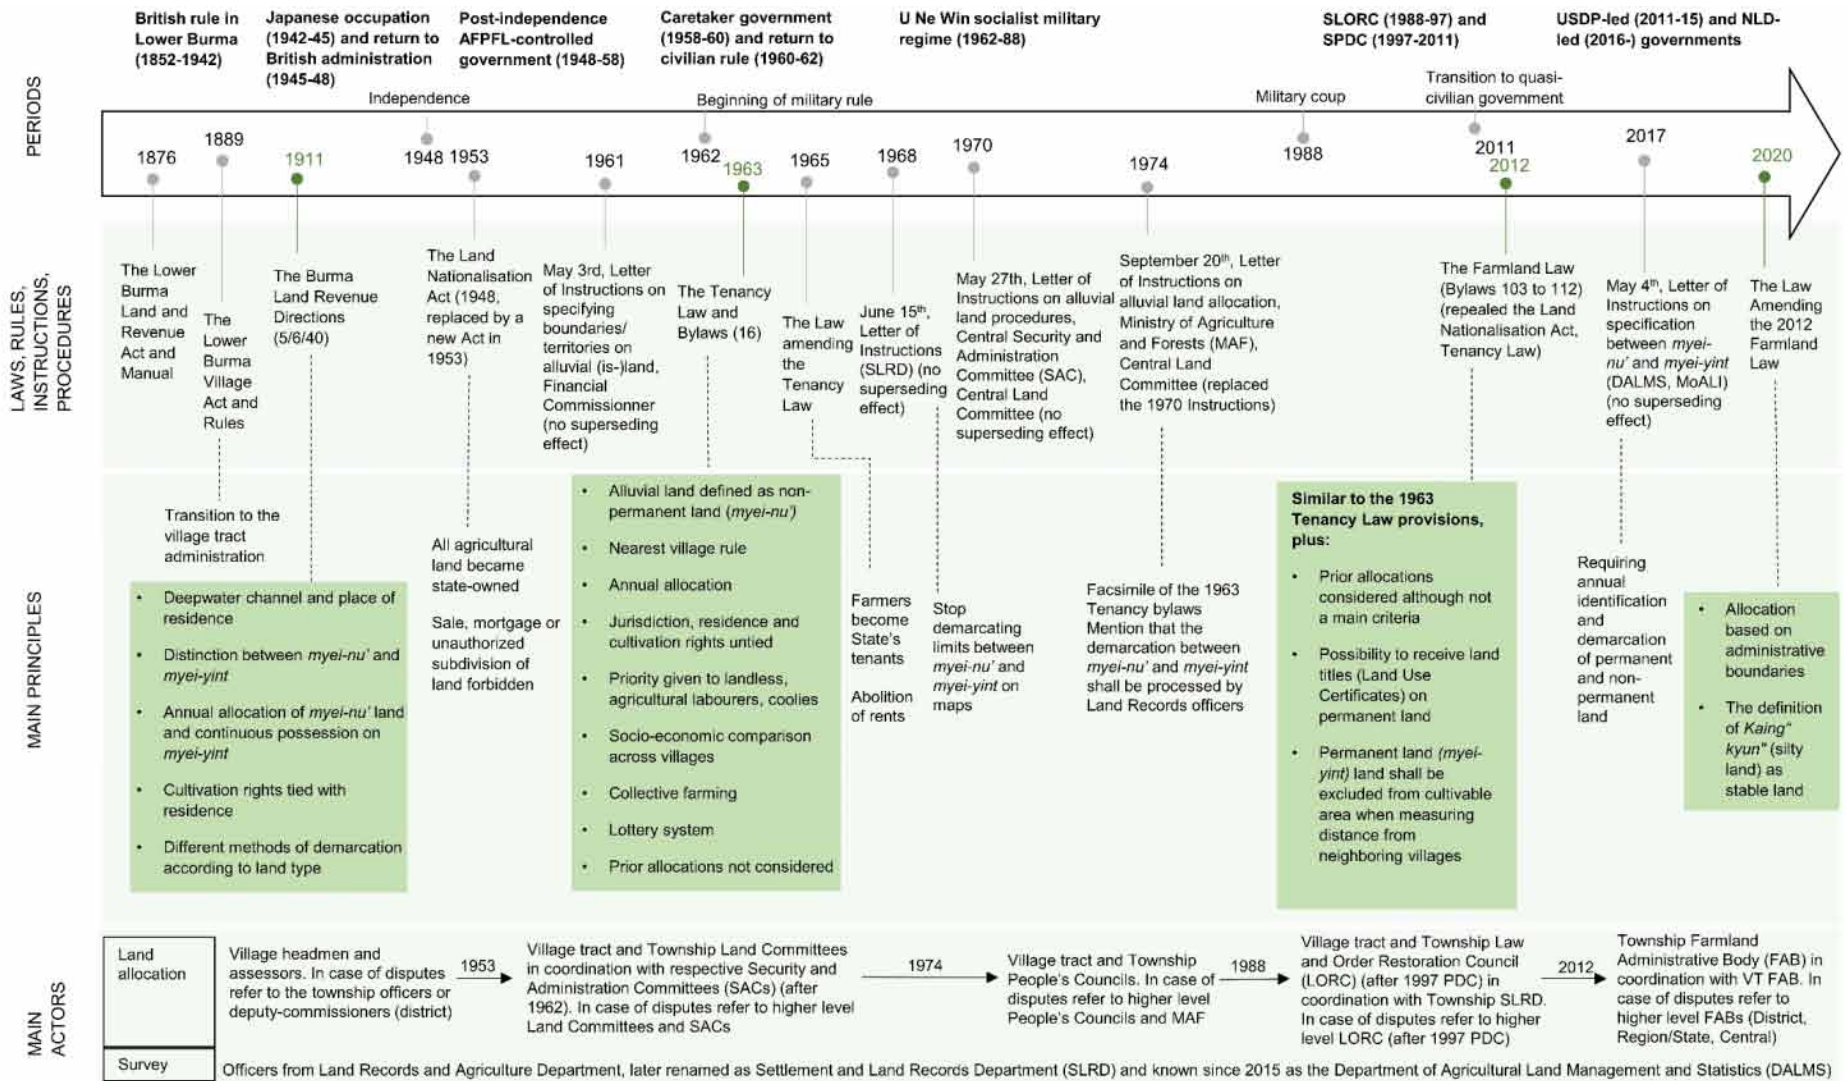 British rule in
Lower Burma
(1852-1942)
Japanese occupation
(1942-45) and return to
British administration
(1945-48)
Post-independence
AFPFL-controlled
government (1948-58)
Caretaker government
(1958-60) and return to
civilian rule (1960-62)
U Ne Win socialist military
regime (1962-88)
SLORC (1988-97) and
SPDC (1997-2011)
USDP-led (2011-15) and NLD-
led (2016-) governments
PERIODS
Independence
Beginning of military rule
Military coup
Transition to quasi-
civilian government
1876
1889
1911
1948
1953
1961
1962
1963
1965
1968
1970
1974
1988
2011
2012
2017
2020
LAWS, RULES,
INSTRUCTIONS,
PROCEDURES
The Lower
Burma
Land and
Revenue
Act and
Manual
The
Lower
Burma
Village
Act and
Rules
The Burma
Land Revenue
Directions
(5/6/40)
The Land
Nationalisation
Act (1948,
replaced by a
new Act in
1953)
May 3rd, Letter
of Instructions on
specifying
boundaries/
territories on
alluvial (is-)land,
Financial
Commissionner
(no superseding
effect)
The Tenancy
Law and
Bylaws (16)
The Law
amending
the
Tenancy
Law
June 15th,
Letter of
Instructions
(SLRD) (no
superseding
effect)
May 27th, Letter of
Instructions on alluvial
land procedures,
Central Security and
Administration
Committee (SAC),
Central Land
Committee (no
superseding effect)
September 20th, Letter
of Instructions on
alluvial land allocation,
Ministry of Agriculture
and Forests (MAF),
Central Land
Committee (replaced
the 1970 Instructions)
The Farmland Law
(Bylaws 103 to 112)
(repealed the Land
Nationalisation Act,
Tenancy Law)
May 4th, Letter of
Instructions on
specification
between myei-
nu' and myei-yint
(DALMS, MoALI)
(no superseding
effect)
The Law
Amending
the 2012
Farmland
Law
MAIN PRINCIPLES
Transition to the
village tract
administration
• Deepwater channel and place of
residence
• Distinction between myei-nu' and
myei-yint
• Annual allocation of myei-nu' land
and continuous possession on
myei-yint
• Cultivation rights tied with
residence
• Different methods of demarcation
according to land type
All agricultural
land became
state-owned
Sale, mortgage or
unauthorized
subdivision of
land forbidden
• Alluvial land defined as non-
permanent land (myei-nu')
• Nearest village rule
• Annual allocation
• Jurisdiction, residence and
cultivation rights untied
• Priority given to landless,
agricultural labourers, coolies
• Socio-economic comparison
across villages
• Collective farming
• Lottery system
• Prior allocations not considered
Farmers
become
State's
tenants
Abolition
of rents
Stop
demarcating
limits between
myei-nu' and
myei-yint on
maps
Facsimile of the 1963
Tenancy bylaws
Mention that the
demarcation between
myei-nu' and myei-yint
shall be processed by
Land Records officers
Similar to the 1963
Tenancy Law provisions,
plus:
• Prior allocations
considered although not
a main criteria
• Possibility to receive land
titles (Land Use
Certificates) on
permanent land
• Permanent land (myei-
yint) land shall be
excluded from cultivable
area when measuring
distance from
neighboring villages
Requiring
annual
identification
and
demarcation
of permanent
and non-
permanent
land
• Allocation
based on
administrative
boundaries
• The definition
of Kaing"
kyun" (silty
land) as
stable land
MAIN
ACTORS
Land
allocation
Village headmen and
assessors. In case of disputes
refer to the township officers or
deputy-commissioners (district)
1953
Village tract and Township Land Committees
in coordination with respective Security and
Administration Committees (SACs) (after
1962). In case of disputes refer to higher level
Land Committees and SACs
1974
Village tract and Township
People's Councils. In case of
disputes refer to higher level
People's Councils and MAF
1988
Village tract and Township Law
and Order Restoration Council
(LORC) (after 1997 PDC) in
coordination with Township SLRD.
In case of disputes refer to higher
level LORC (after 1997 PDC)
2012
Township Farmland
Administrative Body (FAB) in
coordination with VT FAB. In
case of disputes refer to
higher level FABs (District,
Region/State, Central)
Survey
Officers from Land Records and Agriculture Department, later renamed as Settlement and Land Records Department (SLRD) and known since 2015 as the Department of Agricultural Land Management and Statistics (DALMS)